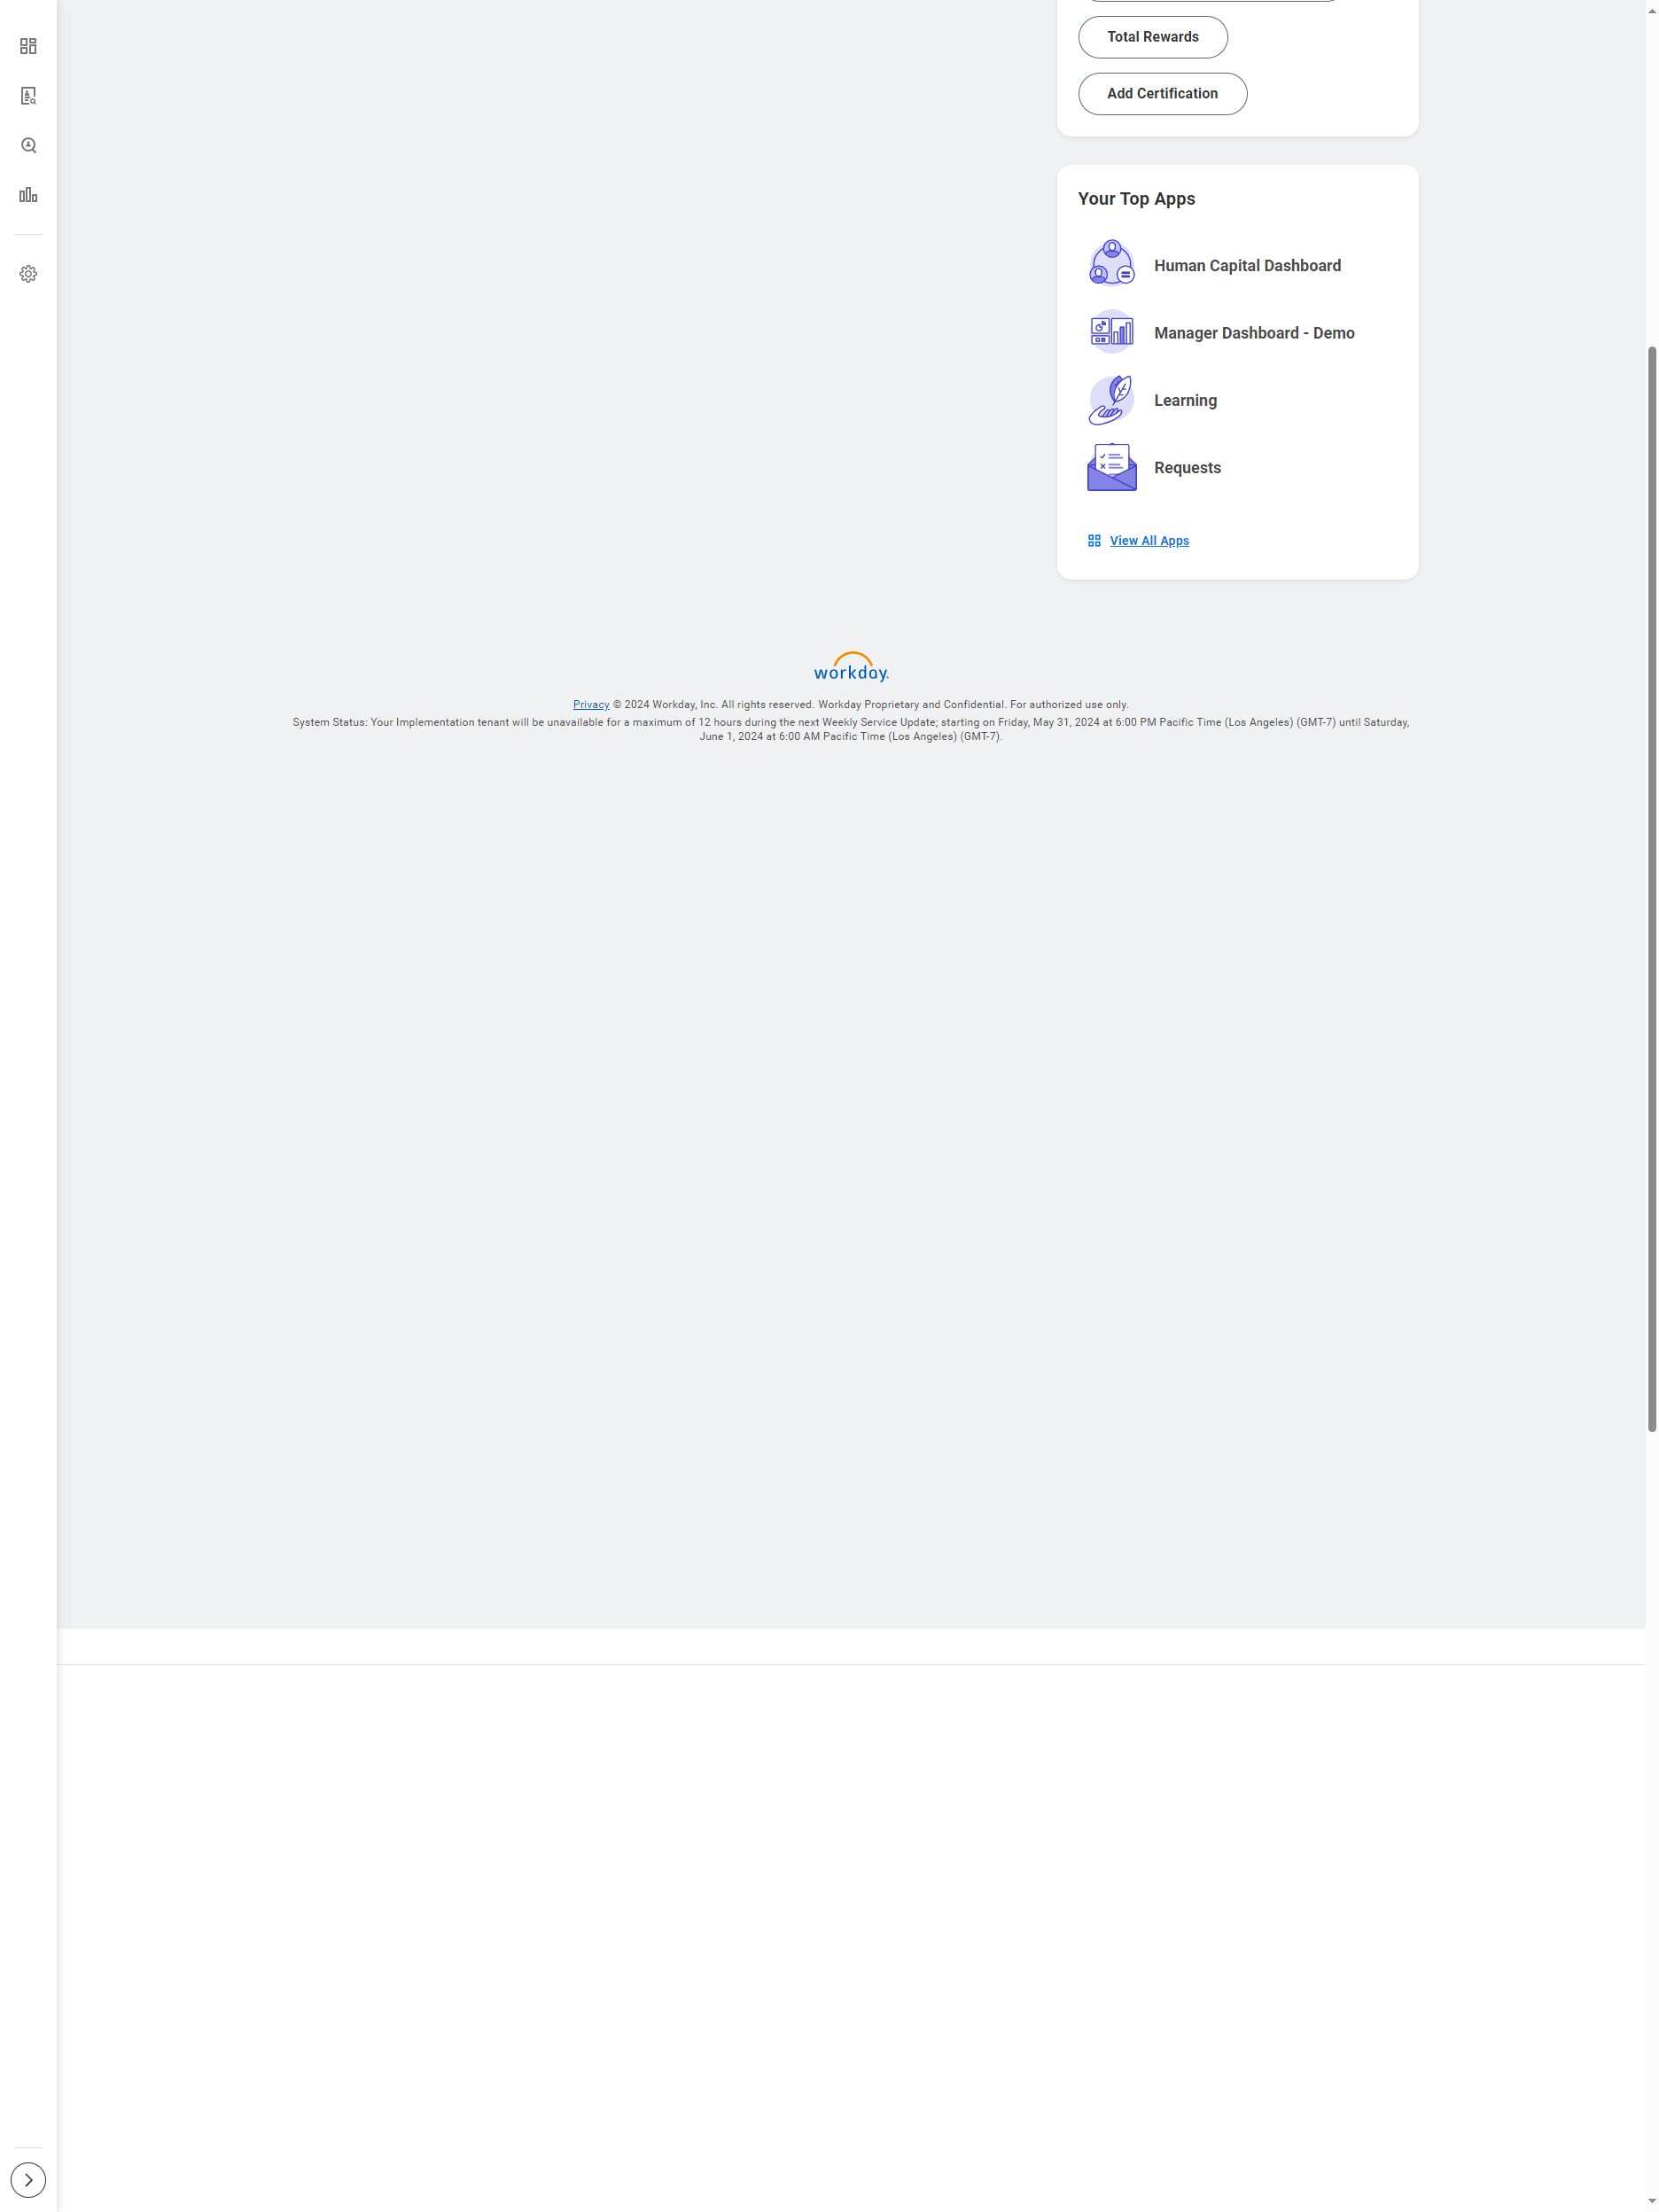 Total Rewards
Add Certification
Your Top Apps
Human Capital Dashboard
Manager Dashboard - Demo
Learning
Requests
View All Apps
workday.
Privacy © 2024 Workday, Inc. All rights reserved. Workday Proprietary and Confidential. For authorized use only.
System Status: Your Implementation tenant will be unavailable for a maximum of 12 hours during the next Weekly Service Update; starting on Friday, May 31, 2024 at 6:00 PM Pacific Time (Los Angeles) (GMT-7) until Saturday,
June 1, 2024 at 6:00 AM Pacific Time (Los Angeles) (GMT-7).